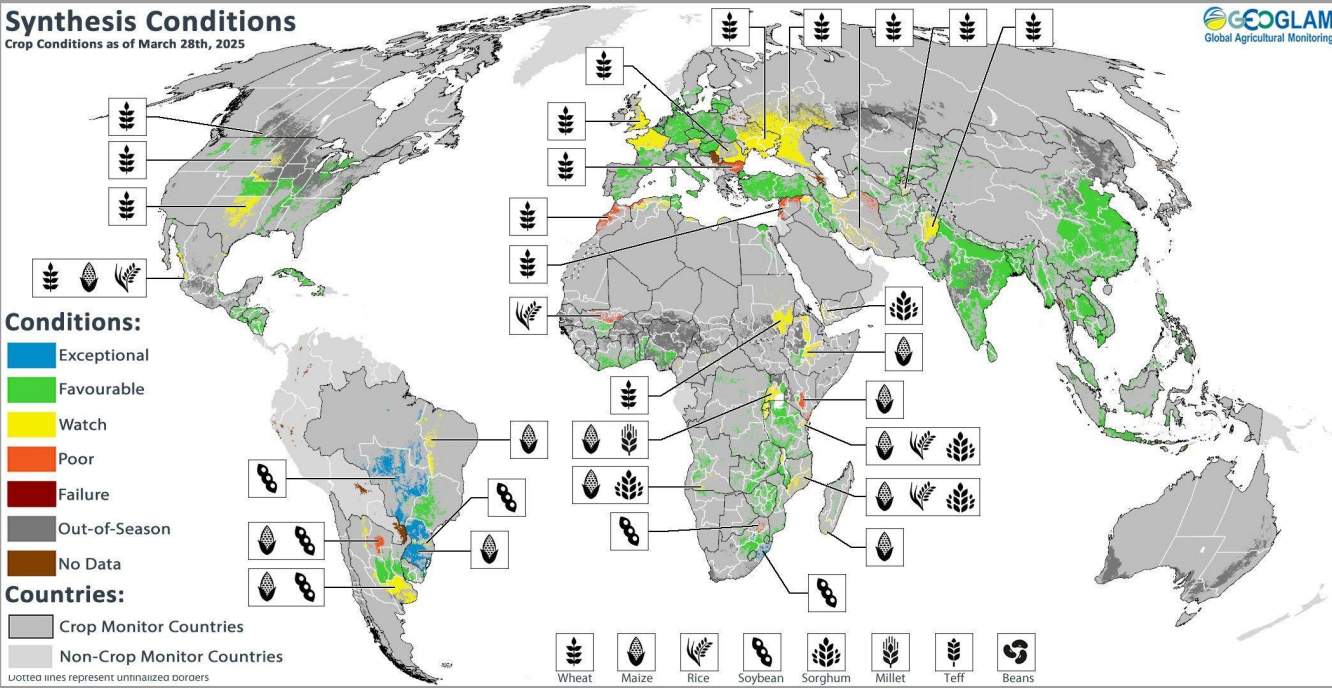 Synthesis Conditions
Crop Conditions as of March 28th, 2025
GEOGLAM
Global Agricultural Monitoring
Conditions:
Exceptional
Favourable
Watch
Poor
Failure
Out-of-Season
No Data
Countries:
Crop Monitor Countries
Non-Crop Monitor Countries
Dotted lines represent unfinalized borders
Wheat
Maize
Rice
Soybean
Sorghum
Millet
Teff
Beans